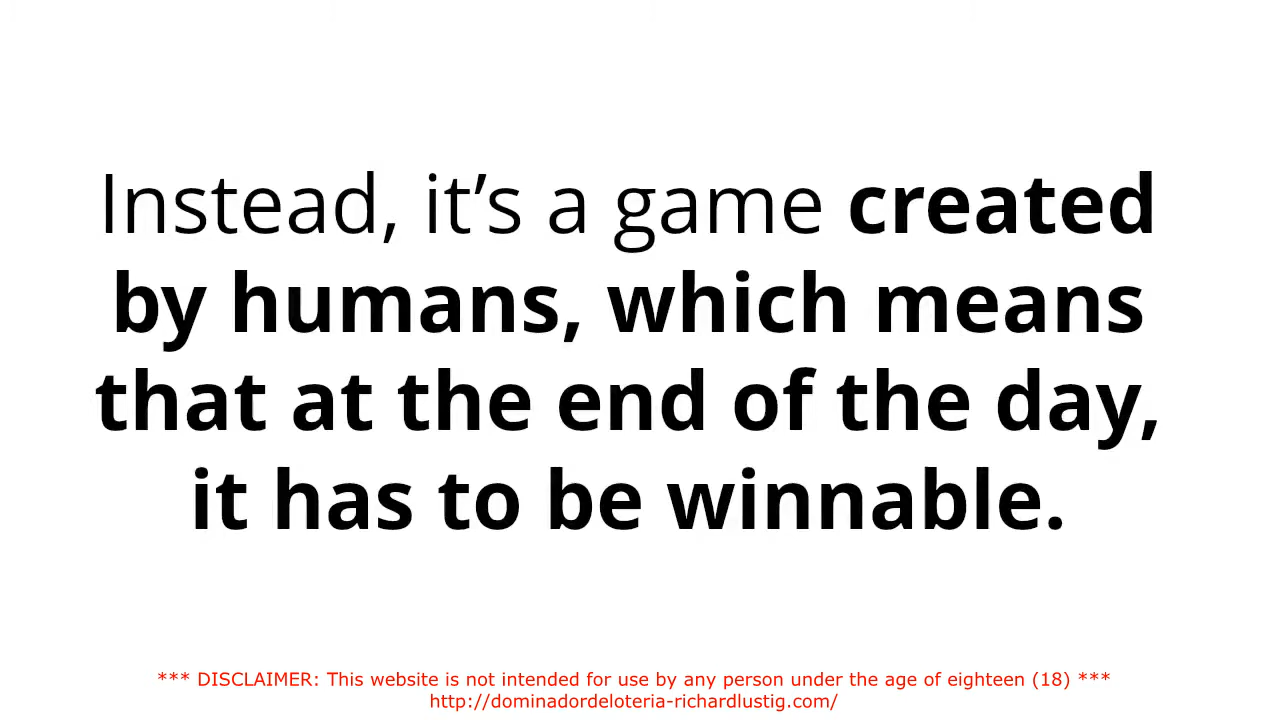 Instead, it’s a game created
by humans, which means
that at the end of the day,
it has to be winnable.
*** DISCLAIMER: This website is not intended for use by any person under the age of eighteen (18) ***
http://dominadordeloteria-richardlustig.com/